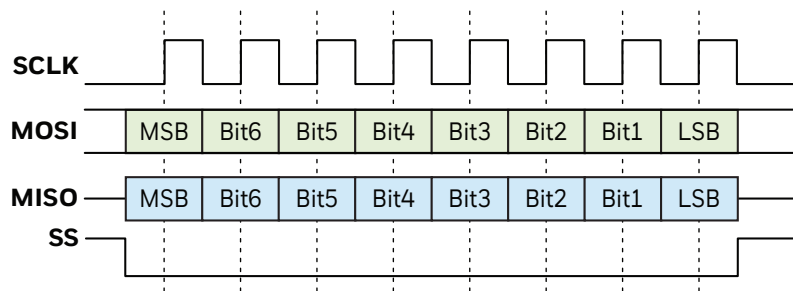 SCLK
MOSI MSB Bit6 Bit5 Bit4 Bit3 Bit2 Bit1 LSB
MISO MSB Bit6 Bit5 Bit4 Bit3 Bit2 Bit1 LSB
SS